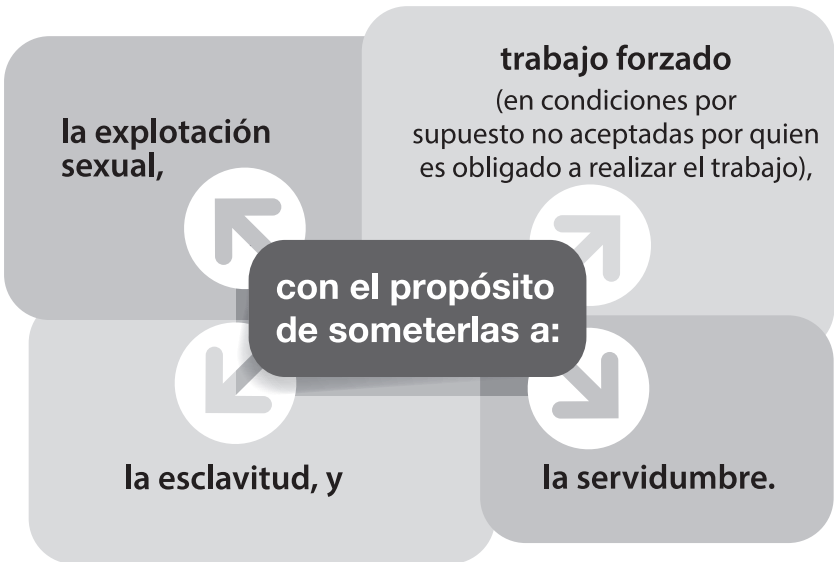 con el propósito
de someterlas a:
la explotación
sexual,
trabajo forzado
(en condiciones por
supuesto no aceptadas por quien
es obligado a realizar el trabajo),
la esclavitud, y
la servidumbre.